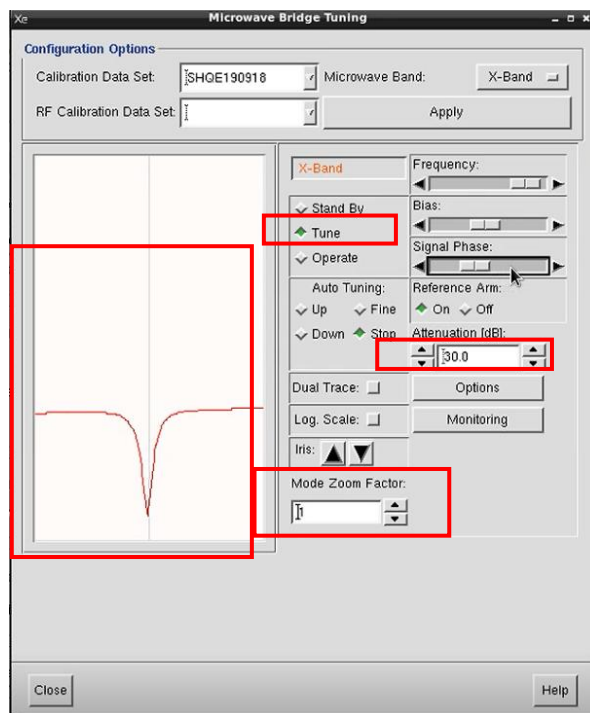 Xe Microwave Bridge Tuning
Configuration Options
Calibration Data Set: SHQE190918 Microwave Band: X-Band
RF Calibration Data Set: Apply
X-Band
Frequency:
Stand By
Bias:
Tune
Signal Phase:
Operate
Auto Tuning:
Reference Arm:
Up Fine
On Off
Down Stop
Attenuation [dB]:
30.0
Dual Trace:
Options
Log. Scale:
Monitoring
Iris:
Mode Zoom Factor:
1
Close Help